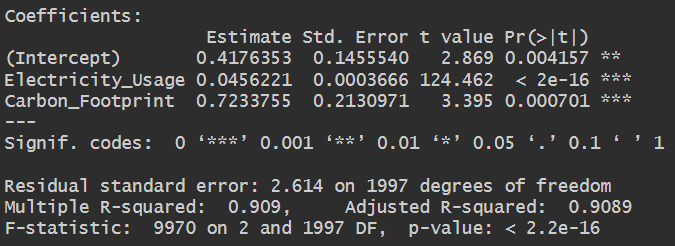 Coefficients:
                   Estimate Std. Error t value Pr(>|t|)
(Intercept)       0.4176353  0.1455540   2.869 0.004157 **
Electricity_Usage 0.0456221  0.0003666 124.462  < 2e-16 ***
Carbon_Footprint  0.7233755  0.2130971   3.395 0.000701 ***
---
Signif. codes:  0 ‘***’ 0.001 ‘**’ 0.01 ‘*’ 0.05 ‘.’ 0.1 ‘ ’ 1
Residual standard error: 2.614 on 1997 degrees of freedom
Multiple R-squared:  0.909,	Adjusted R-squared:  0.9089
F-statistic:  9970 on 2 and 1997 DF,  p-value: < 2.2e-16